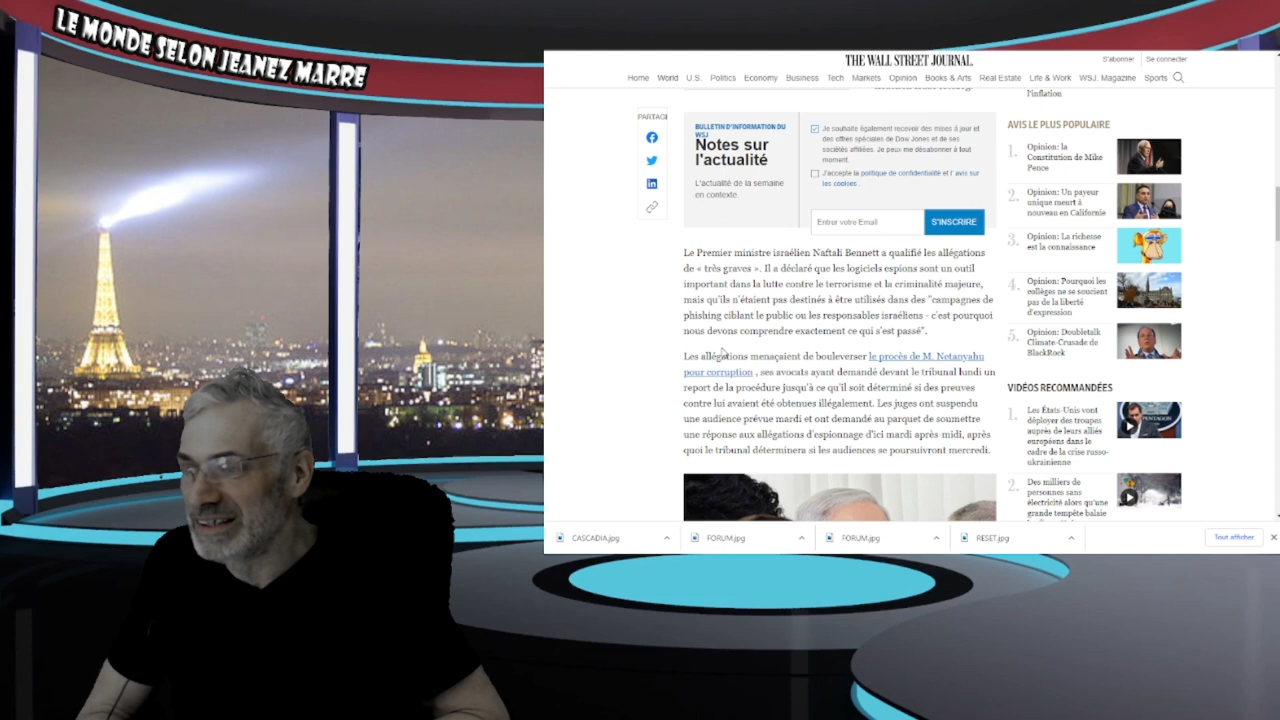 LE MONDE SELON JEANEZ MARRE
THE WALL STREET JOURNAL.
S'abonner
Se connecter
Home World U.S. Politics Economy Business Tech Markets Opinion Books & Arts Real Estate Life & Work WSJ. Magazine Sports
l'inflation
PARTAGI
BULLETIN D'INFORMATION DU
WSJ
Notes sur
l'actualité
L'actualité de la semaine
en contexte.
Je souhaite également recevoir des mises à jour et
des offres spéciales de Dow Jones et de ses
sociétés affiliées. Je peux me désabonner à tout
moment.
J'accepte la politique de confidentialité et l' avis sur
les cookies .
Entrer votre Email
S'INSCRIRE
Le Premier ministre israélien Naftali Bennett a qualifié les allégations
de « très graves ». Il a déclaré que les logiciels espions sont un outil
important dans la lutte contre le terrorisme et la criminalité majeure,
mais qu'ils n'étaient pas destinés à être utilisés dans des "campagnes de
phishing ciblant le public ou les responsables israéliens - c'est pourquoi
nous devons comprendre exactement ce qui s'est passé".
Les allégations menaçaient de bouleverser le procès de M. Netanyahu
pour corruption , ses avocats ayant demandé devant le tribunal lundi un
report de la procédure jusqu'à ce qu'il soit déterminé si des preuves
contre lui avaient été obtenues illégalement. Les juges ont suspendu
une audience prévue mardi et ont demandé au parquet de soumettre
une réponse aux allégations d'espionnage d'ici mardi après-midi, après
quoi le tribunal déterminera si les audiences se poursuivront mercredi.
AVIS LE PLUS POPULAIRE
1. Opinion: la
Constitution de Mike
Pence
2. Opinion: Un payeur
unique meurt à
nouveau en Californie
3. Opinion: La richesse
est la connaissance
4. Opinion: Pourquoi les
collèges ne se soucient
pas de la liberté
d'expression
5. Opinion: Doubletalk
Climate-Crusade de
BlackRock
VIDÉOS RECOMMANDÉES
1. Les États-Unis vont
déployer des troupes
auprès de leurs alliés
européens dans le
cadre de la crise russo-
ukrainienne
PENTAGON
2. Des milliers de
personnes sans
électricité alors qu'une
grande tempête balaie
CASCADIA.jpg
FORUM.jpg
FORUM.jpg
RESET.jpg
Tout afficher